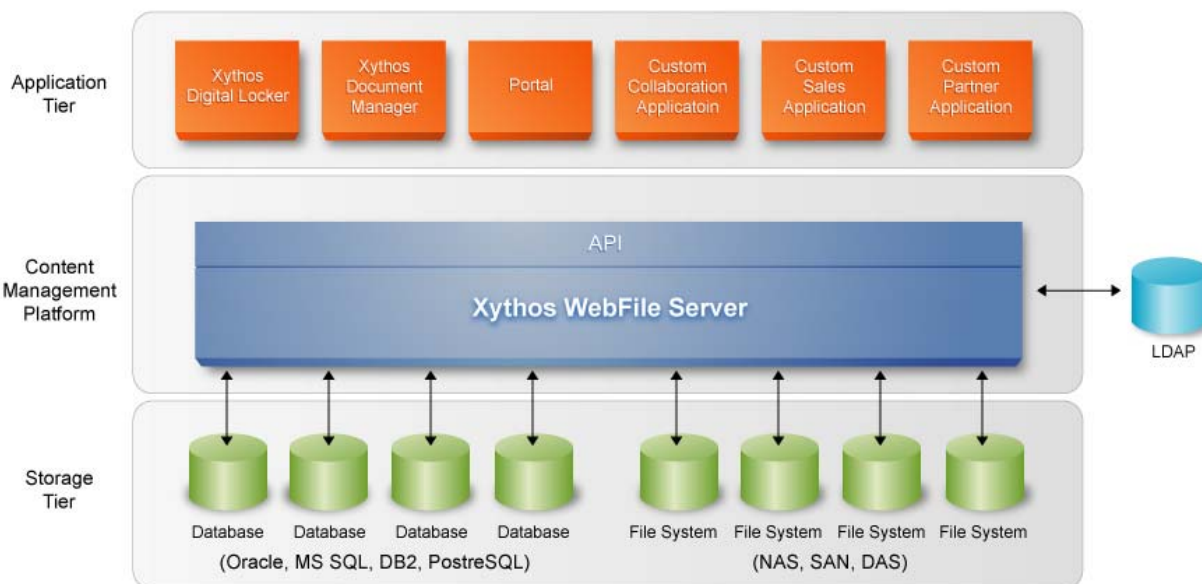 Application
Tier
Xythos
Digital Locker
Xythos
Document
Manager
Portal
Custom
Collaboration
Applicatoin
Custom
Sales
Application
Custom
Partner
Application
Content
Management
Platform
API
Xythos WebFile Server
LDAP
Storage
Tier
Database
Database
Database
Database
(Oracle, MS SQL, DB2, PostreSQL)
File System
File System
File System
File System
(NAS, SAN, DAS)